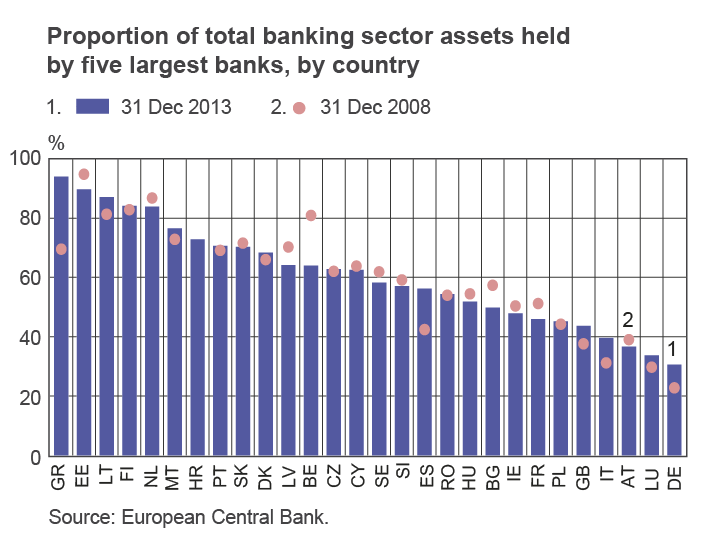 Proportion of total banking sector assets held
by five largest banks, by country
1. 31 Dec 2013 2. 31 Dec 2008
%
100
80
60
40
20
0
2
1
GR EE LT FI NL MT HR PT SK DK LV BE CZ CY SE SI ES RO HU BG IE FR PL GB IT AT LU DE
Source: European Central Bank.